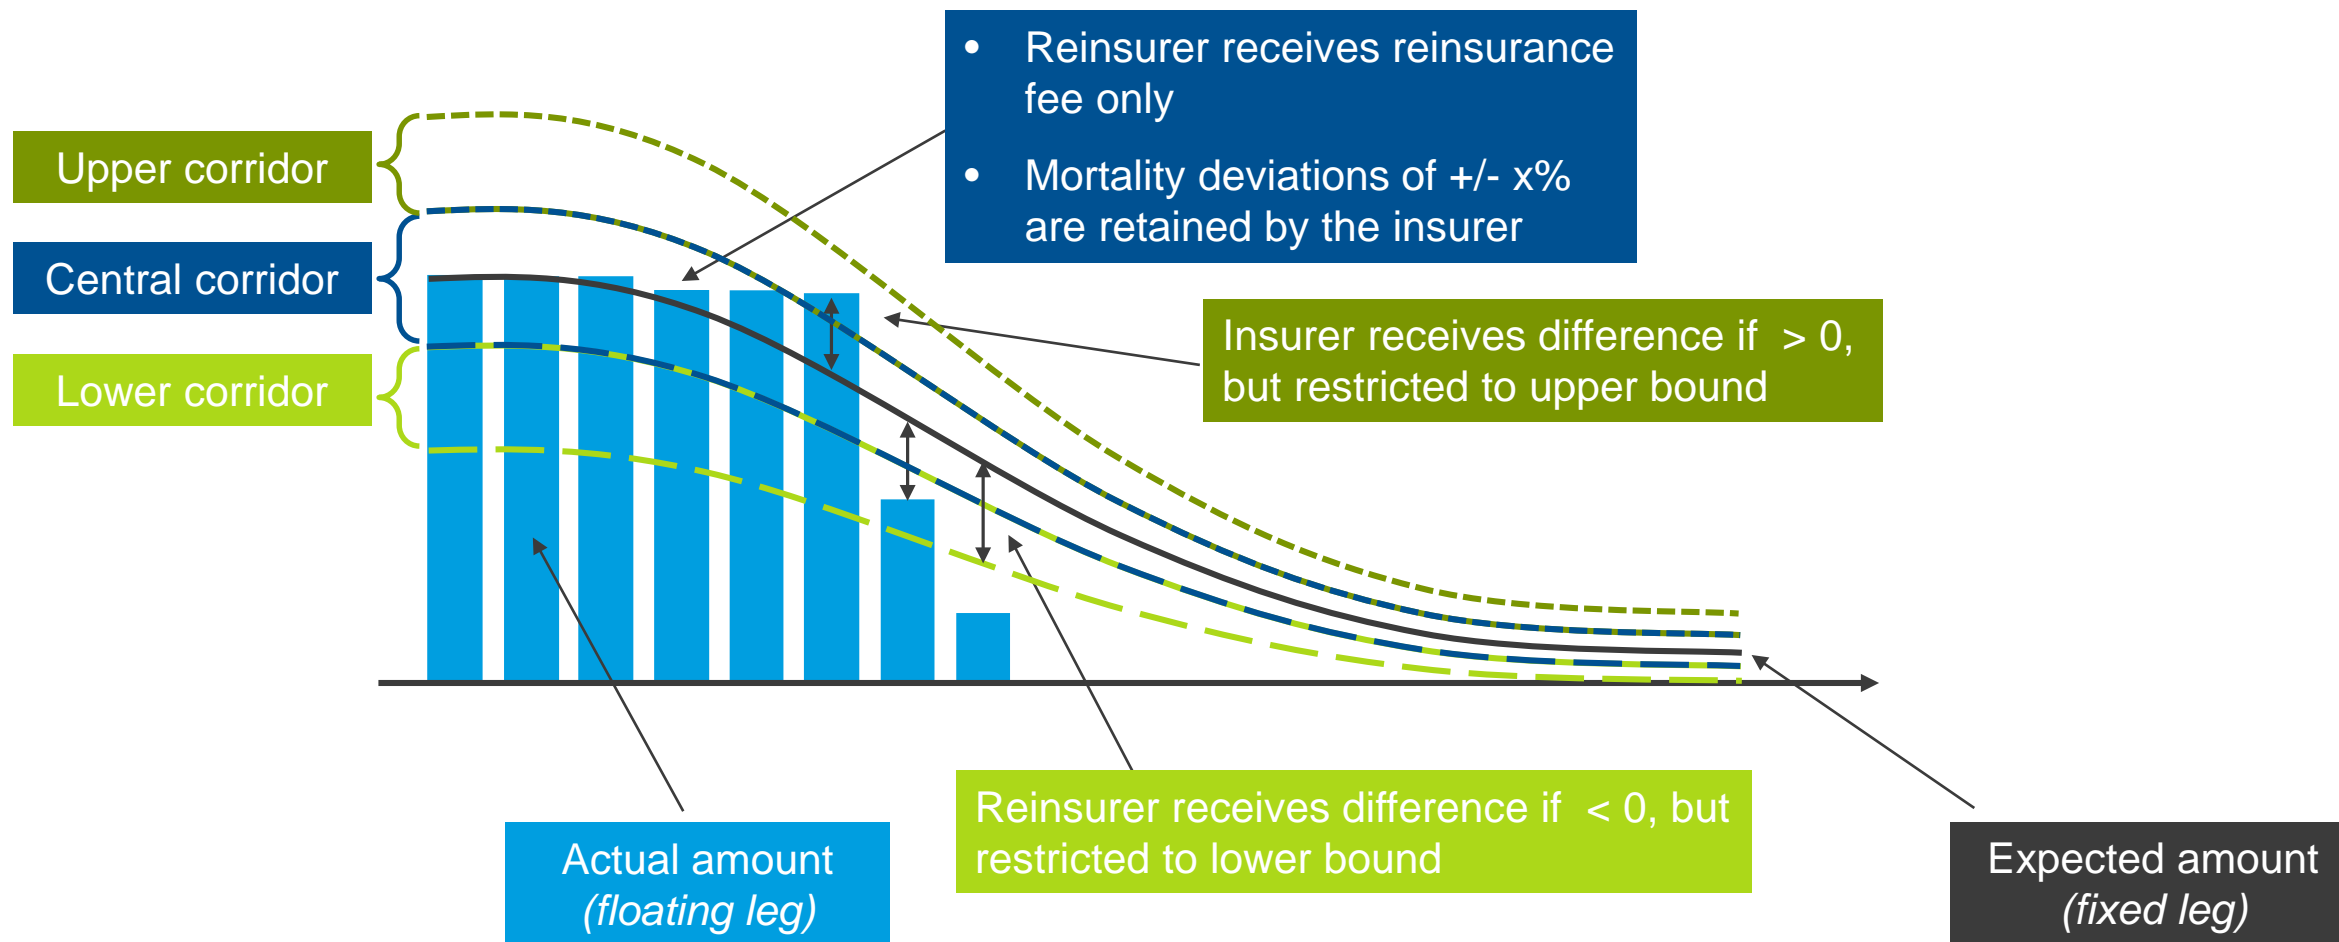 • Reinsurer receives reinsurance
fee only
• Mortality deviations of +/- x%
are retained by the insurer
Upper corridor
Central corridor
Lower corridor
Insurer receives difference if > 0,
but restricted to upper bound
Reinsurer receives difference if < 0, but
restricted to lower bound
Actual amount
(floating leg)
Expected amount
(fixed leg)